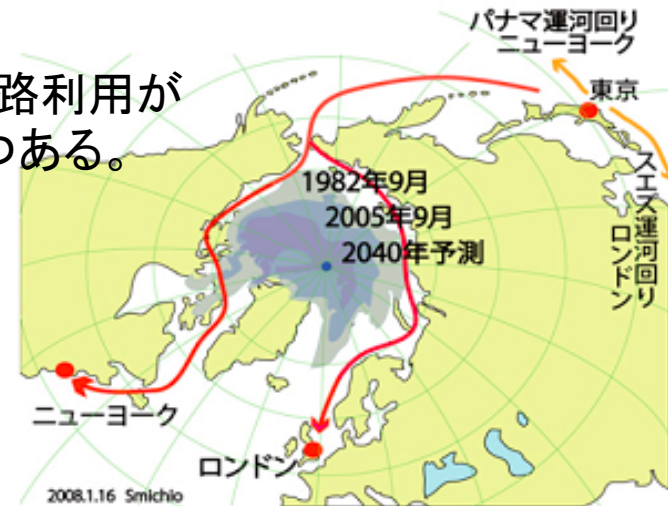 路利用が
つある。
パナマ運河回り
ニューヨーク
東京
スエズ運河回り
ロンドン
1982年9月
2005年9月
2040年予測
ニューヨーク
ロンドン
2008.1.16 Smichio